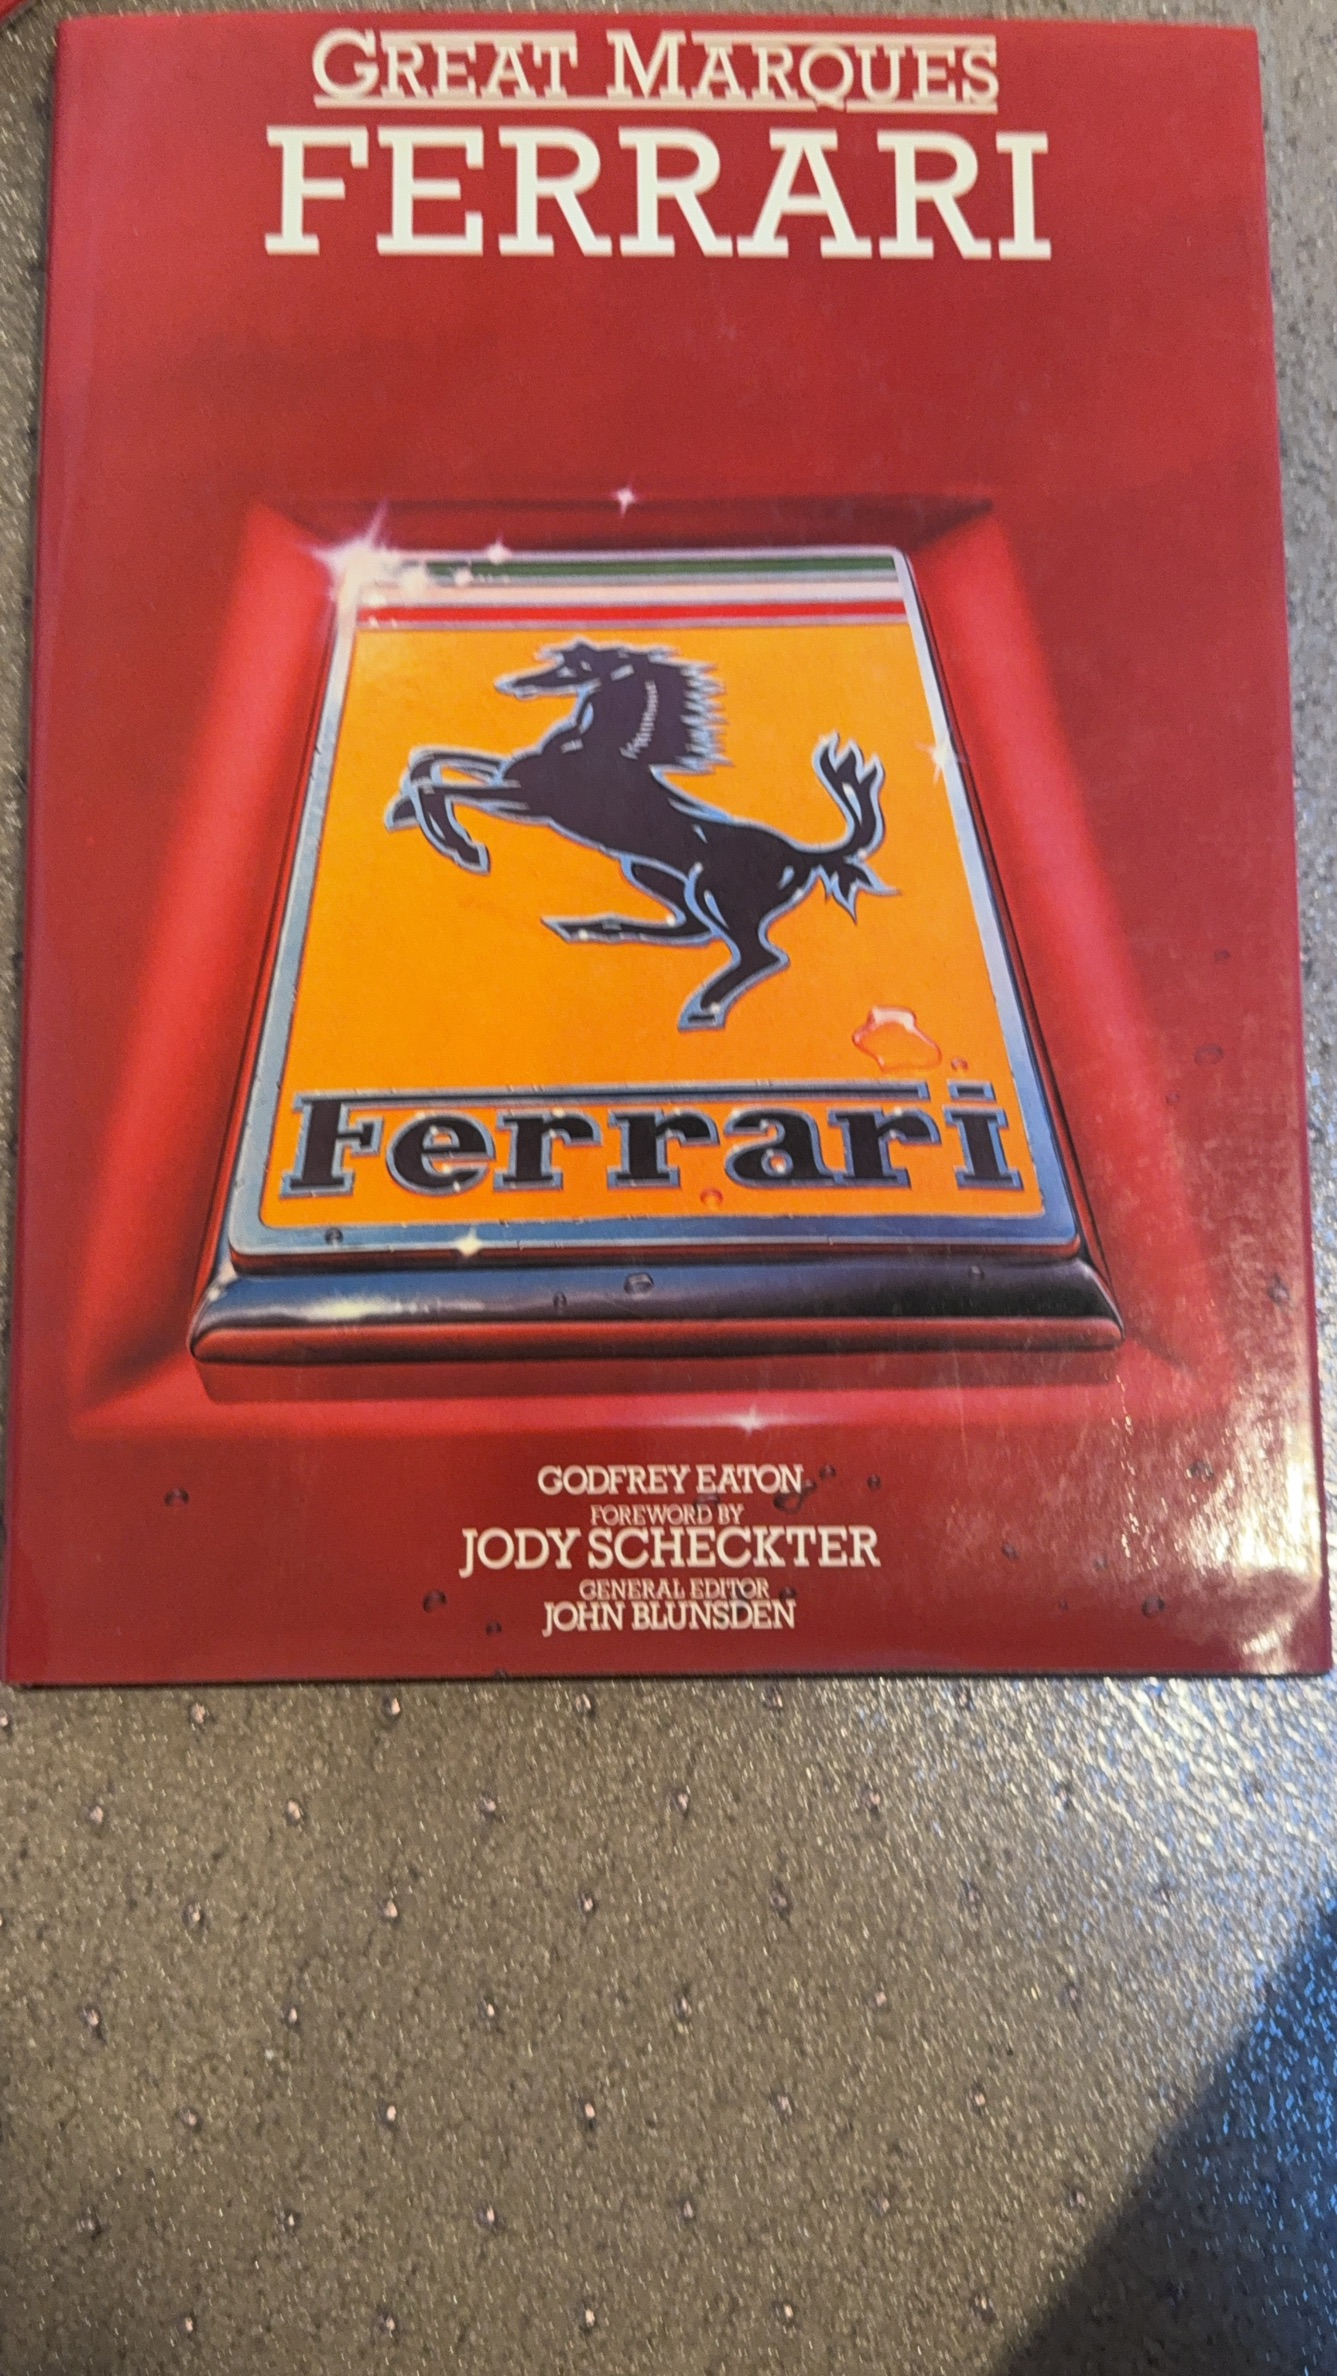 GREAT MARQUES
FERRARI
Ferrari
GODFREY EATON
FOREWORD BY
JODY SCHECKTER
GENERAL EDITOR
JOHN BLUNSDEN